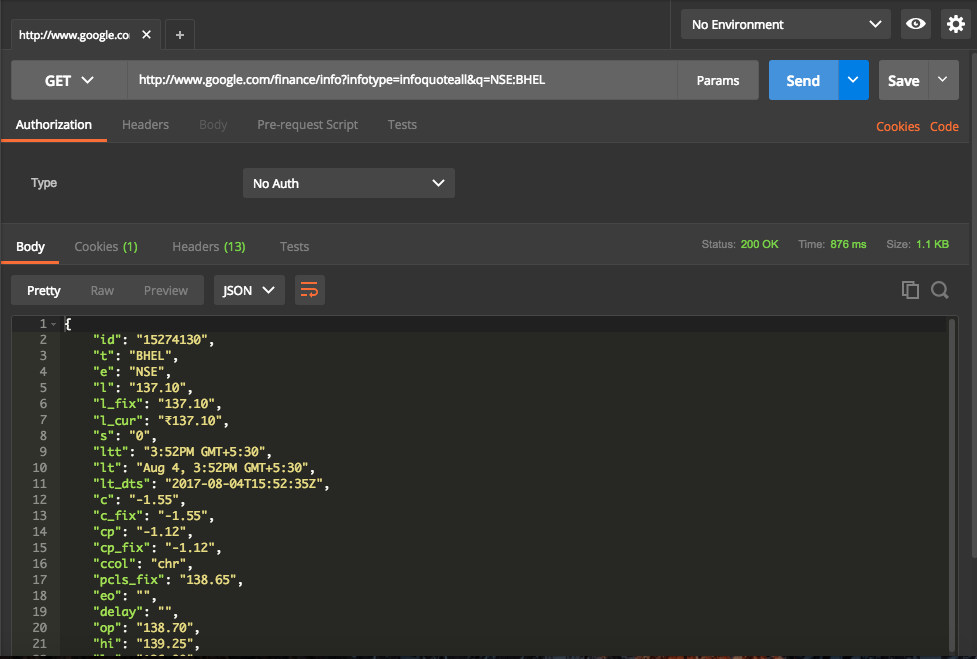 No Environment
http://www.google.co
GET http://www.google.com/finance/info?infotype=infoquoteall&q=NSE:BHEL Params Send Save
Authorization Headers Body Pre-request Script Tests Cookies Code
Type No Auth
Body Cookies (1) Headers (13) Tests Status: 200 OK Time: 876 ms Size: 1.1 KB
Pretty Raw Preview JSON
1 {
2 "id": "15274130",
3 "t": "BHEL",
4 "e": "NSE",
5 "l": "137.10",
6 "l_fix": "137.10",
7 "l_cur": "₹137.10",
8 "s": "0",
9 "ltt": "3:52PM GMT+5:30",
10 "lt": "Aug 4, 3:52PM GMT+5:30",
11 "lt_dts": "2017-08-04T15:52:35Z",
12 "c": "-1.55",
13 "c_fix": "-1.55",
14 "cp": "-1.12",
15 "cp_fix": "-1.12",
16 "ccol": "chr",
17 "pcls_fix": "138.65",
18 "eo": "",
19 "delay": "",
20 "op": "138.70",
21 "hi": "139.25",